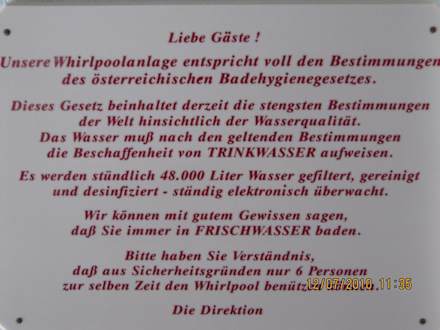 Liebe Gäste !
Unsere Whirlpoolanlage entspricht voll den Bestimmungen
des österreichischen Badehygienegesetzes.
Dieses Gesetz beinhaltet derzeit die stengsten Bestimmungen
der Welt hinsichtlich der Wasserqualität.
Das Wasser muß nach den geltenden Bestimmungen
die Beschaffenheit von TRINKWASSER aufweisen.
Es werden stündlich 48.000 Liter Wasser gefiltert, gereinigt
und desinfiziert - ständig elektronisch überwacht.
Wir können mit gutem Gewissen sagen,
daß Sie immer in FRISCHWASSER baden.
Bitte haben Sie Verständnis,
daß aus Sicherheitsgründen nur 6 Personen
zur selben Zeit den Whirlpool benützen
12/07/2010 11:35
Die Direktion